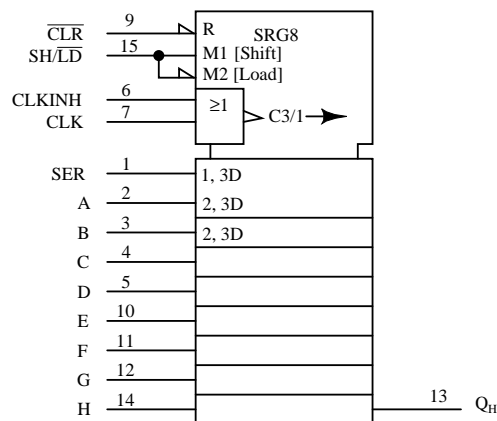 9
SRG8
CLR
R
15
SH/LD
M1 [Shift]
M2 [Load]
6
CLKINH
≥1
C3/1
7
CLK
1
SER
1, 3D
2
A
2, 3D
3
B
2, 3D
4
C
5
D
10
E
11
F
12
G
14
H
13
QH